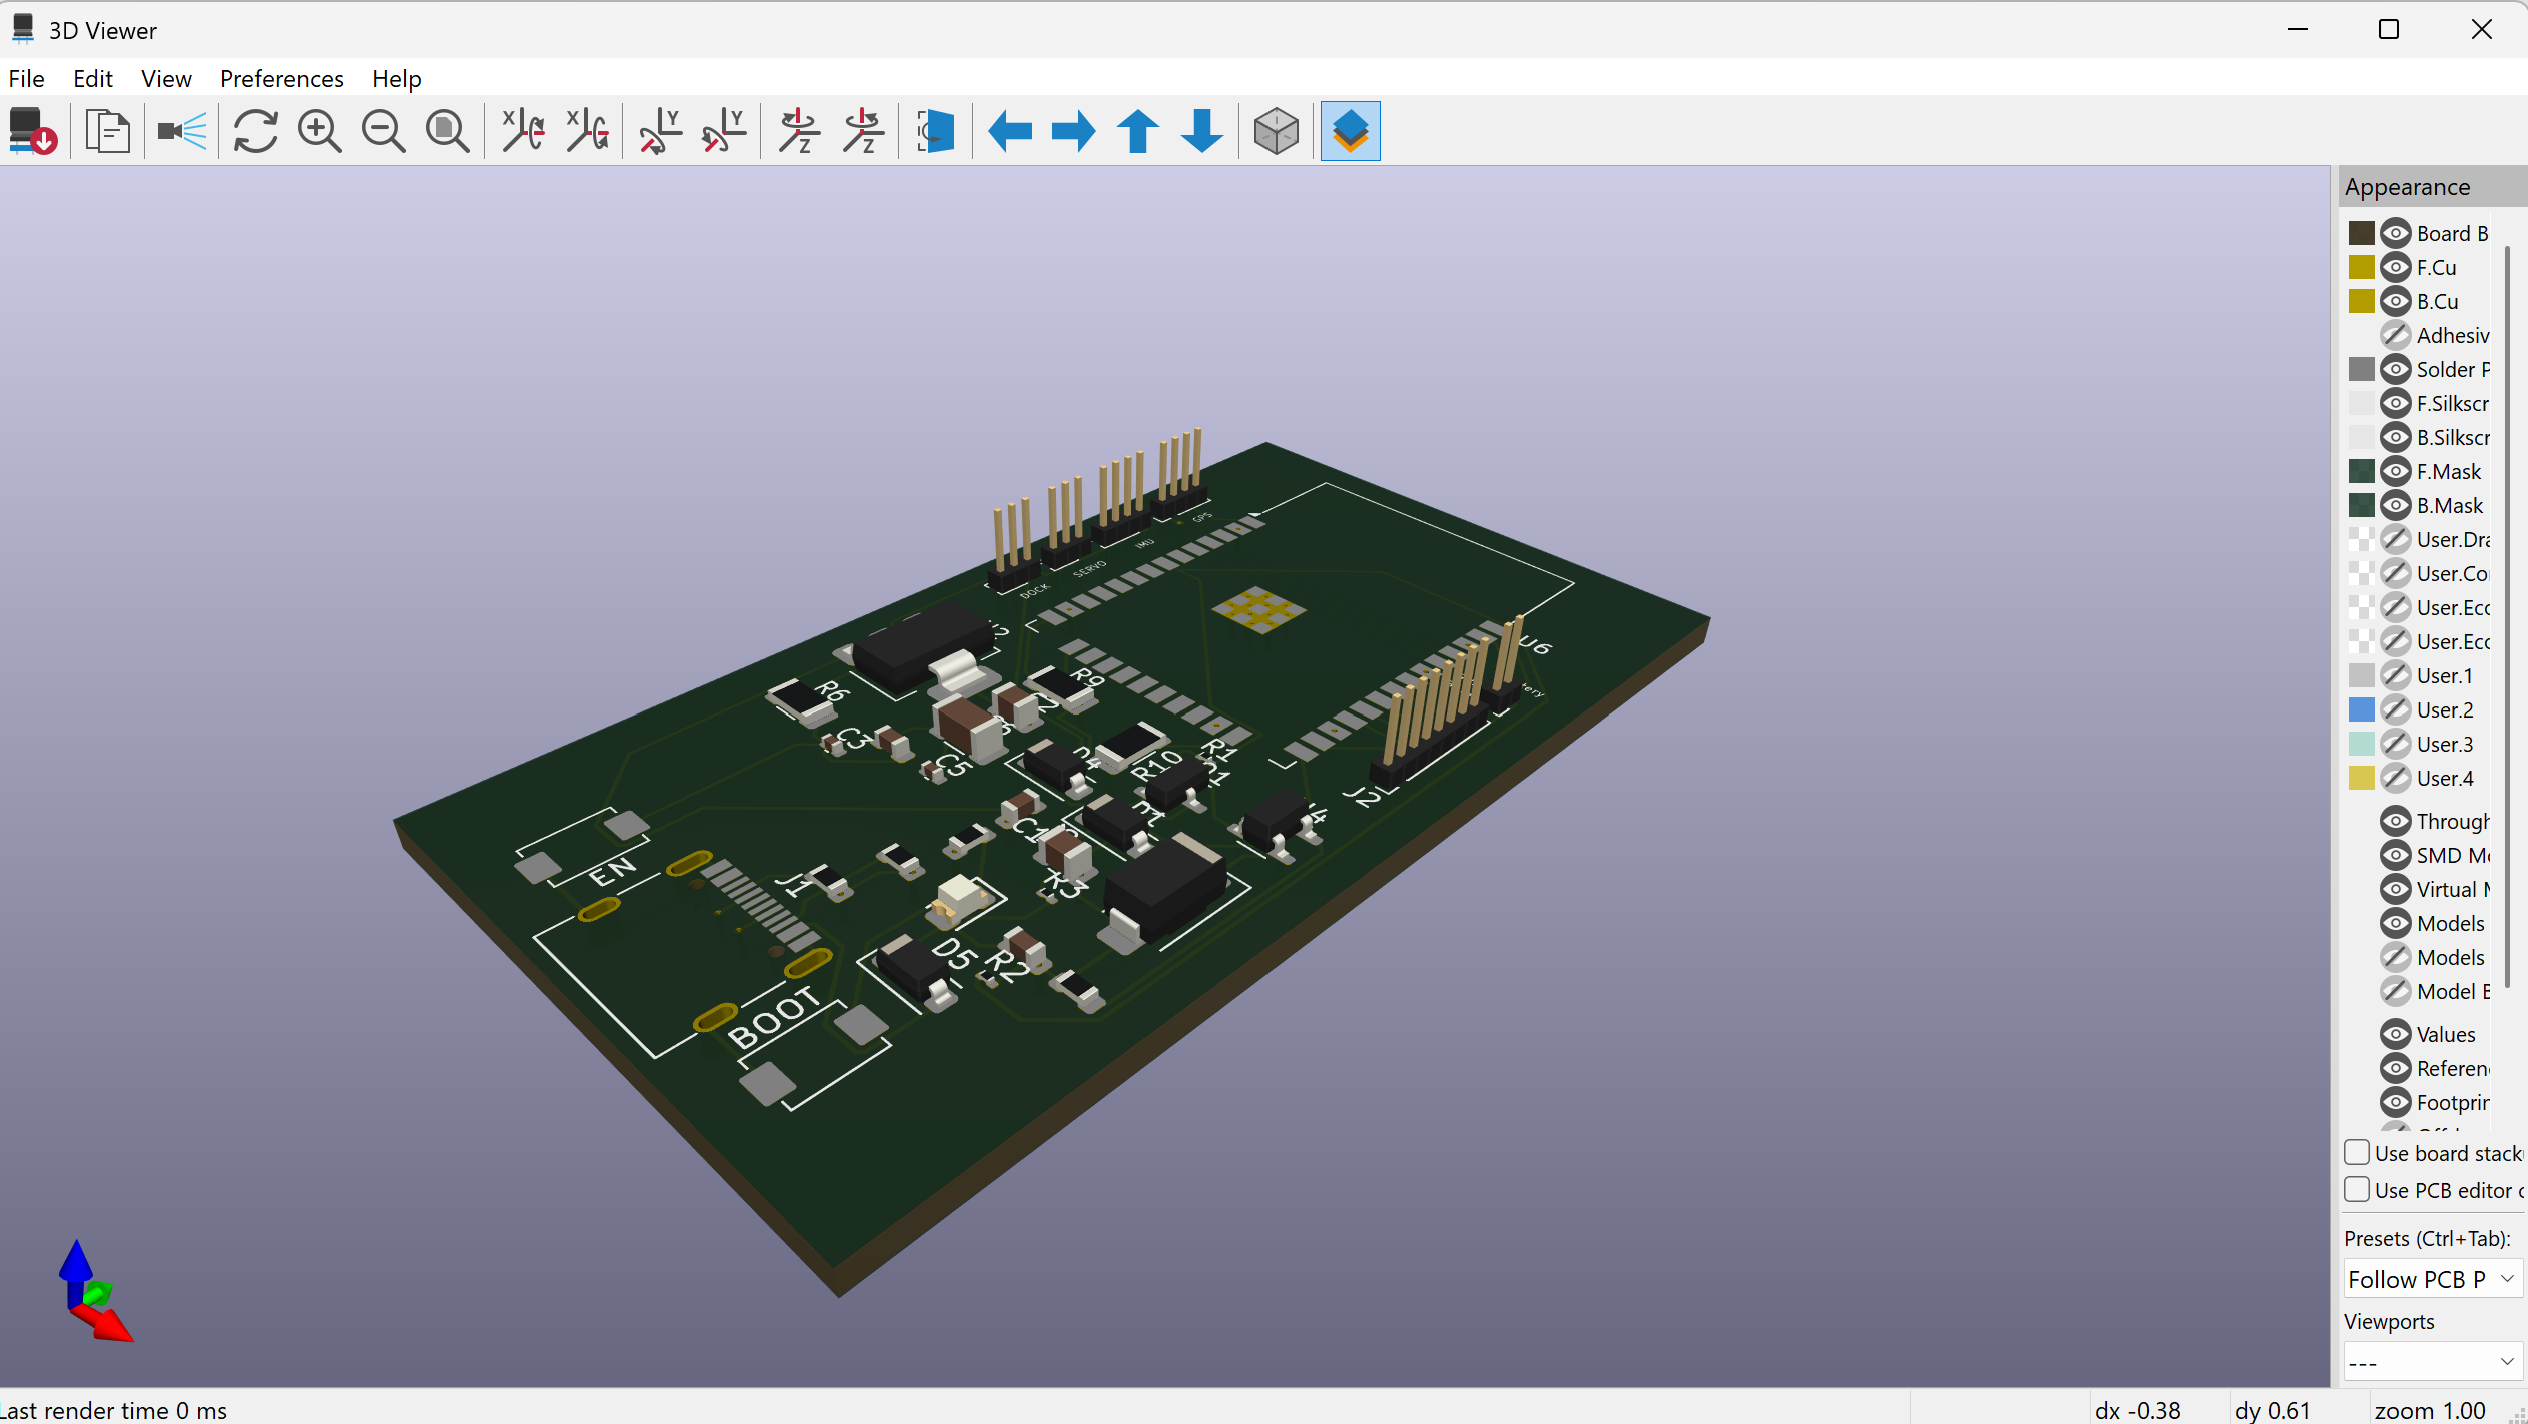 3D Viewer
File Edit View Preferences Help
Appearance
Board B
F.Cu
B.Cu
Adhesiv
Solder P
F.Silkscr
B.Silkscr
F.Mask
B.Mask
User.Dra
User.Co
User.Ecc
User.Ecc
User.1
User.2
User.3
User.4
Through
SMD Mo
Virtual M
Models
Models
Model B
Values
Referen
Footprin
Use board stack
Use PCB editor c
Presets (Ctrl+Tab):
Follow PCB P
Viewports
---
GPS
IMU
SERVO
DOCK
U6
R6
R9
C3
C5
R10
R1
J2
C1
EN
J1
R3
D5
R2
BOOT
X X Y Y Z Z
Last render time 0 ms
dx -0.38
dy 0.61
zoom 1.00